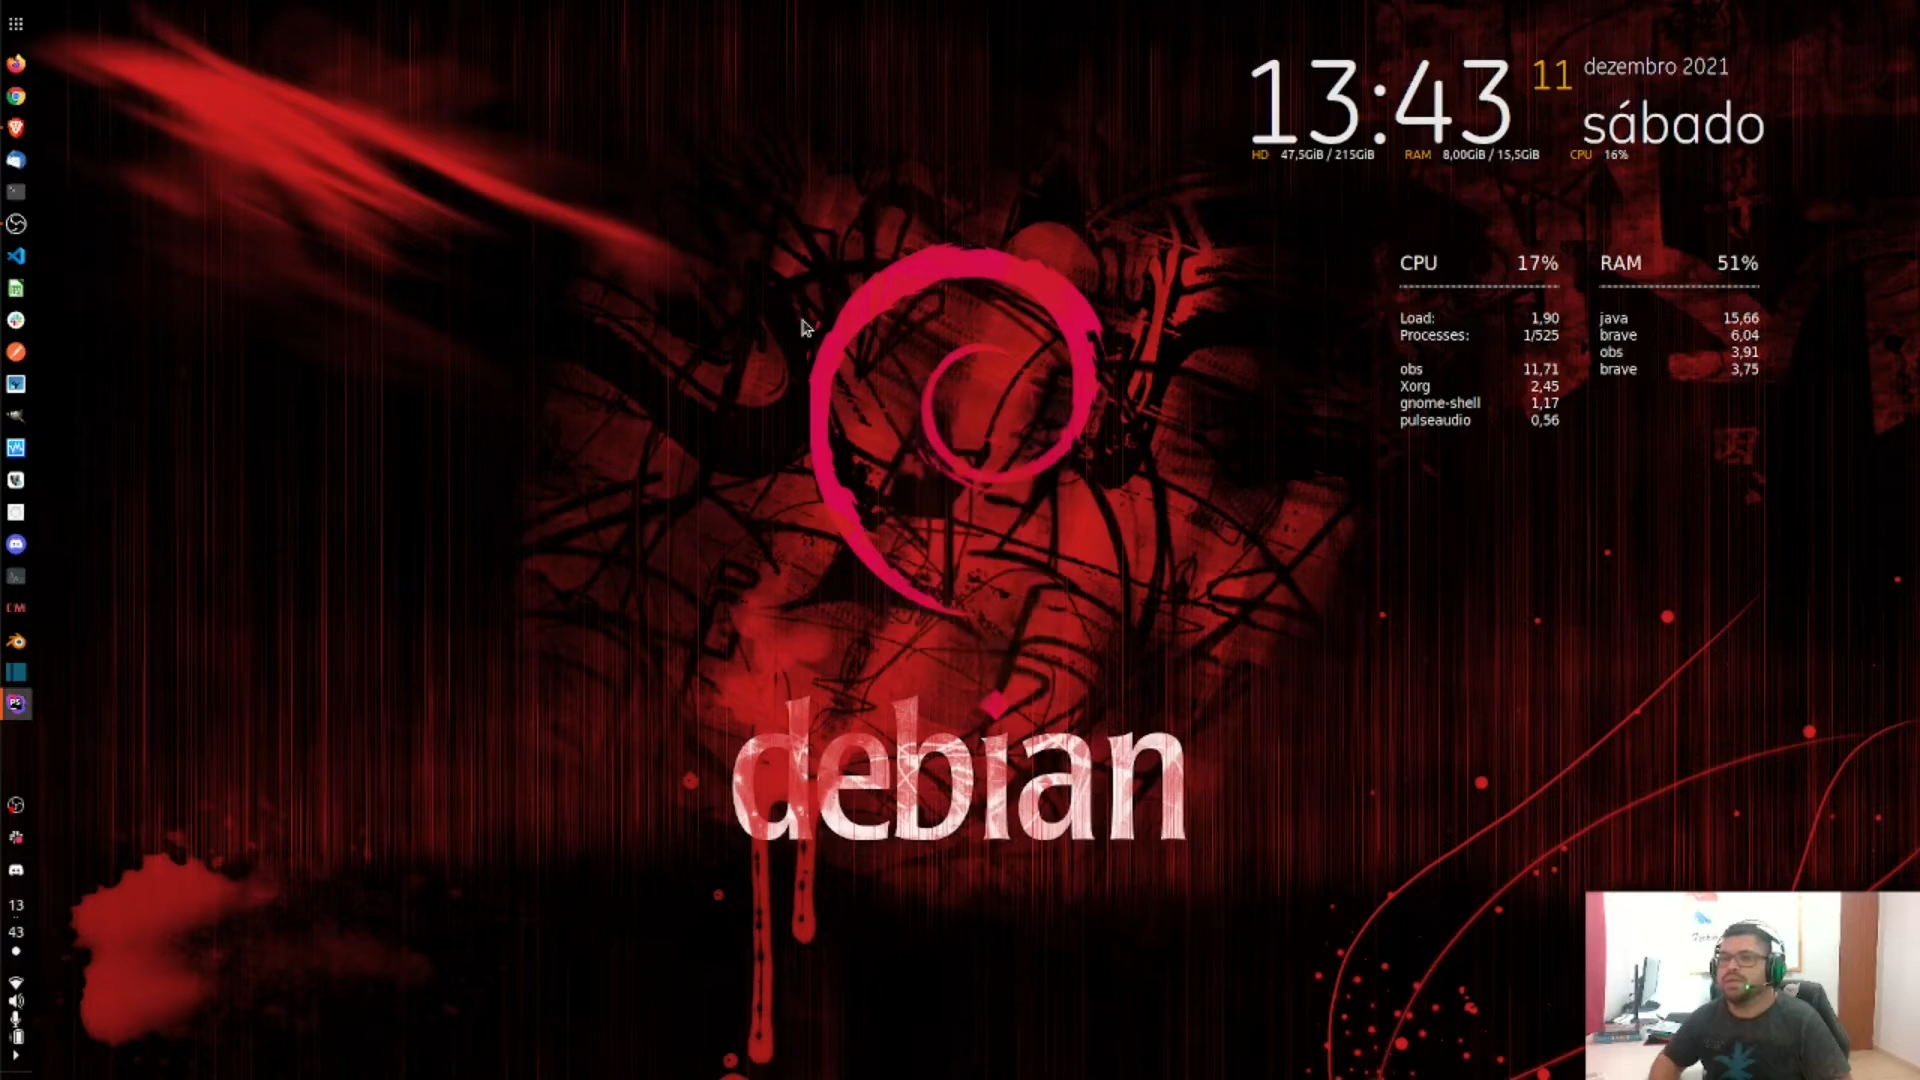 13:43 11 dezembro 2021
sábado
HD 47,5GiB / 215GiB RAM 8,00GiB / 15,5GiB CPU 16%
CPU 17% RAM 51%
Load: 1,90 java 15,66
Processes: 1/525 brave 6,04
obs 3,91
obs 11,71 brave 3,75
Xorg 2,45
gnome-shell 1,17
pulseaudio 0,56
CM
PS
debian
13
43